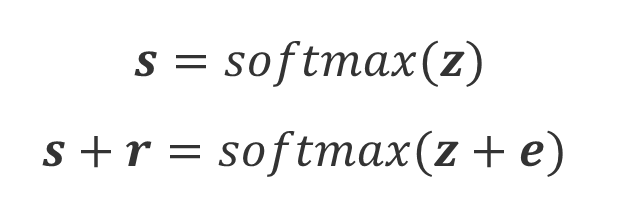 s = softmax(z)
s + r = softmax(z + e)